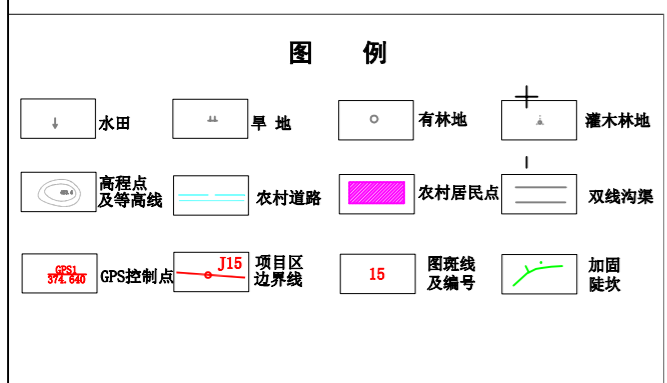 图 例
水田
旱 地
有林地
灌木林地
高程点
及等高线
农村道路
农村居民点
双线沟渠
GPS1
374.640
GPS控制点
J15
项目区
边界线
15
图斑线
及编号
加固
陡坎